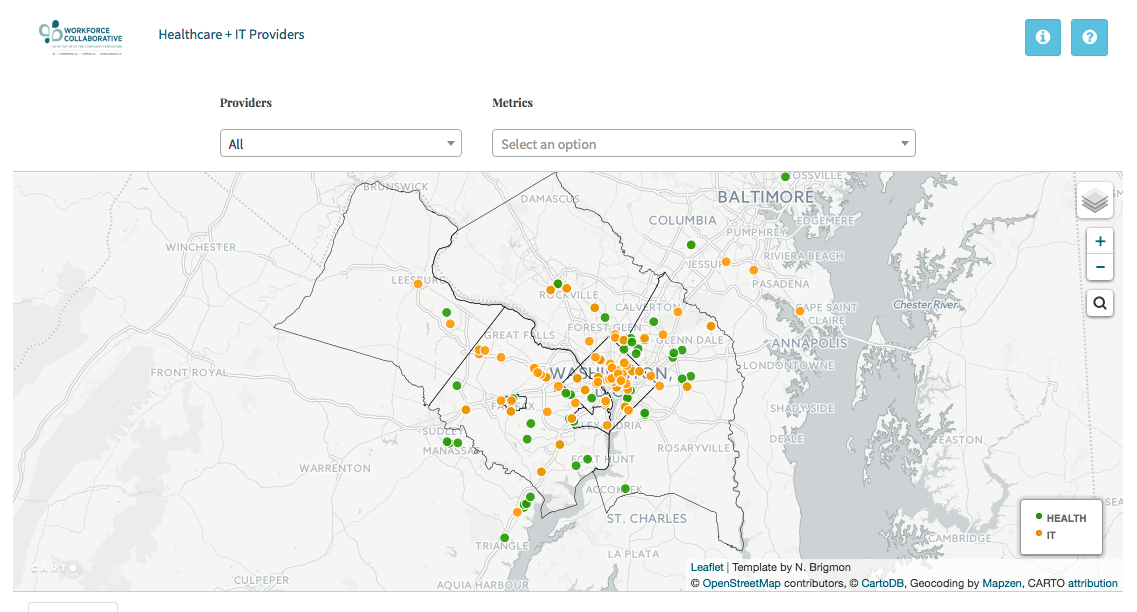 WORKFORCE
COLLABORATIVE
Healthcare + IT Providers
Providers
Metrics
All
Select an option
BRUNSWICK
DAMASCUS
OSSVILLE
BALTIMORE
COLUMBIA
EDGEMERE
PUMPHREY
WINCHESTER
RIVIERA BEACH
JESSUP
LEESBURG
PASADENA
ROCKVILLE
Chester River
CALVERTON
CAPE SAINT
CLAIRE
FOREST GLEN
GREAT FALLS
GLENN DALE
ANNAPOLIS
LONDONTOWNE
FRONT ROYAL
WASHINGTON,
FAIRFAX
SHADY SIDE
ALEXANDRIA
SUDLEY
DEALE
EASTON
MANASSAS
ROSARYVILLE
FORT HUNT
WARRENTON
ACCOKEEK
ST. CHARLES
SEA
HEALTH
IT
CAMBRIDGE
TRIANGLE
LA PLATA
CARTO
CULPEPER
AQUIA HARBOUR
Leaflet | Template by N. Brigmon
© OpenStreetMap contributors, © CartoDB, Geocoding by Mapzen, CARTO attribution